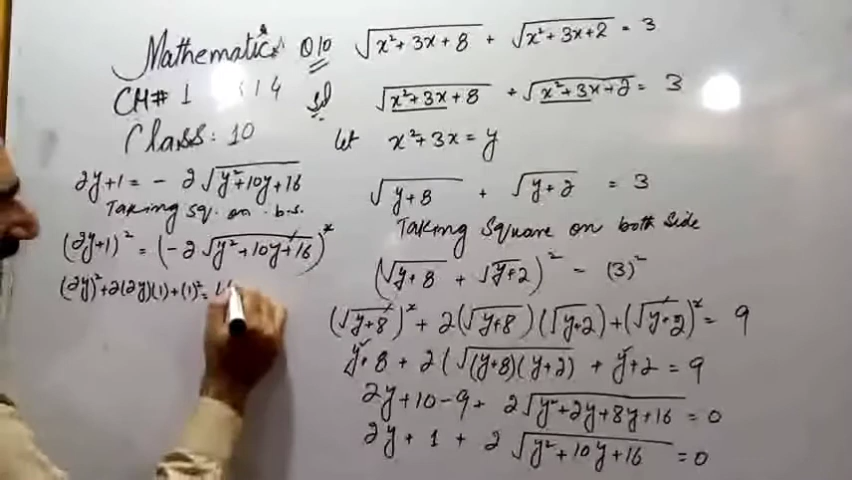 Mathematics Q10 √(x²+3x+8) + √(x²+3x+2) = 3
CH# 1 1.4 Sol √(x²+3x+8) + √(x²+3x+2) = 3
Class: 10 let x²+3x = y
√(y+8) + √(y+2) = 3
Taking Square on both Side
(√(y+8) + √(y+2))² = (3)²
(√(y+8))² + 2(√(y+8))(√(y+2)) + (√(y+2))² = 9
y+8 + 2(√((y+8)(y+2)) + y+2 = 9
2y+10-9+ 2√(y²+2y+8y+16) = 0
2y + 1 + 2√(y²+10y+16) = 0
2y+1 = - 2√(y²+10y+16)
Taking sq. on b.s.
(2y+1)² = (-2√(y²+10y+16))²
(2y)²+2(2y)(1)+(1)² =